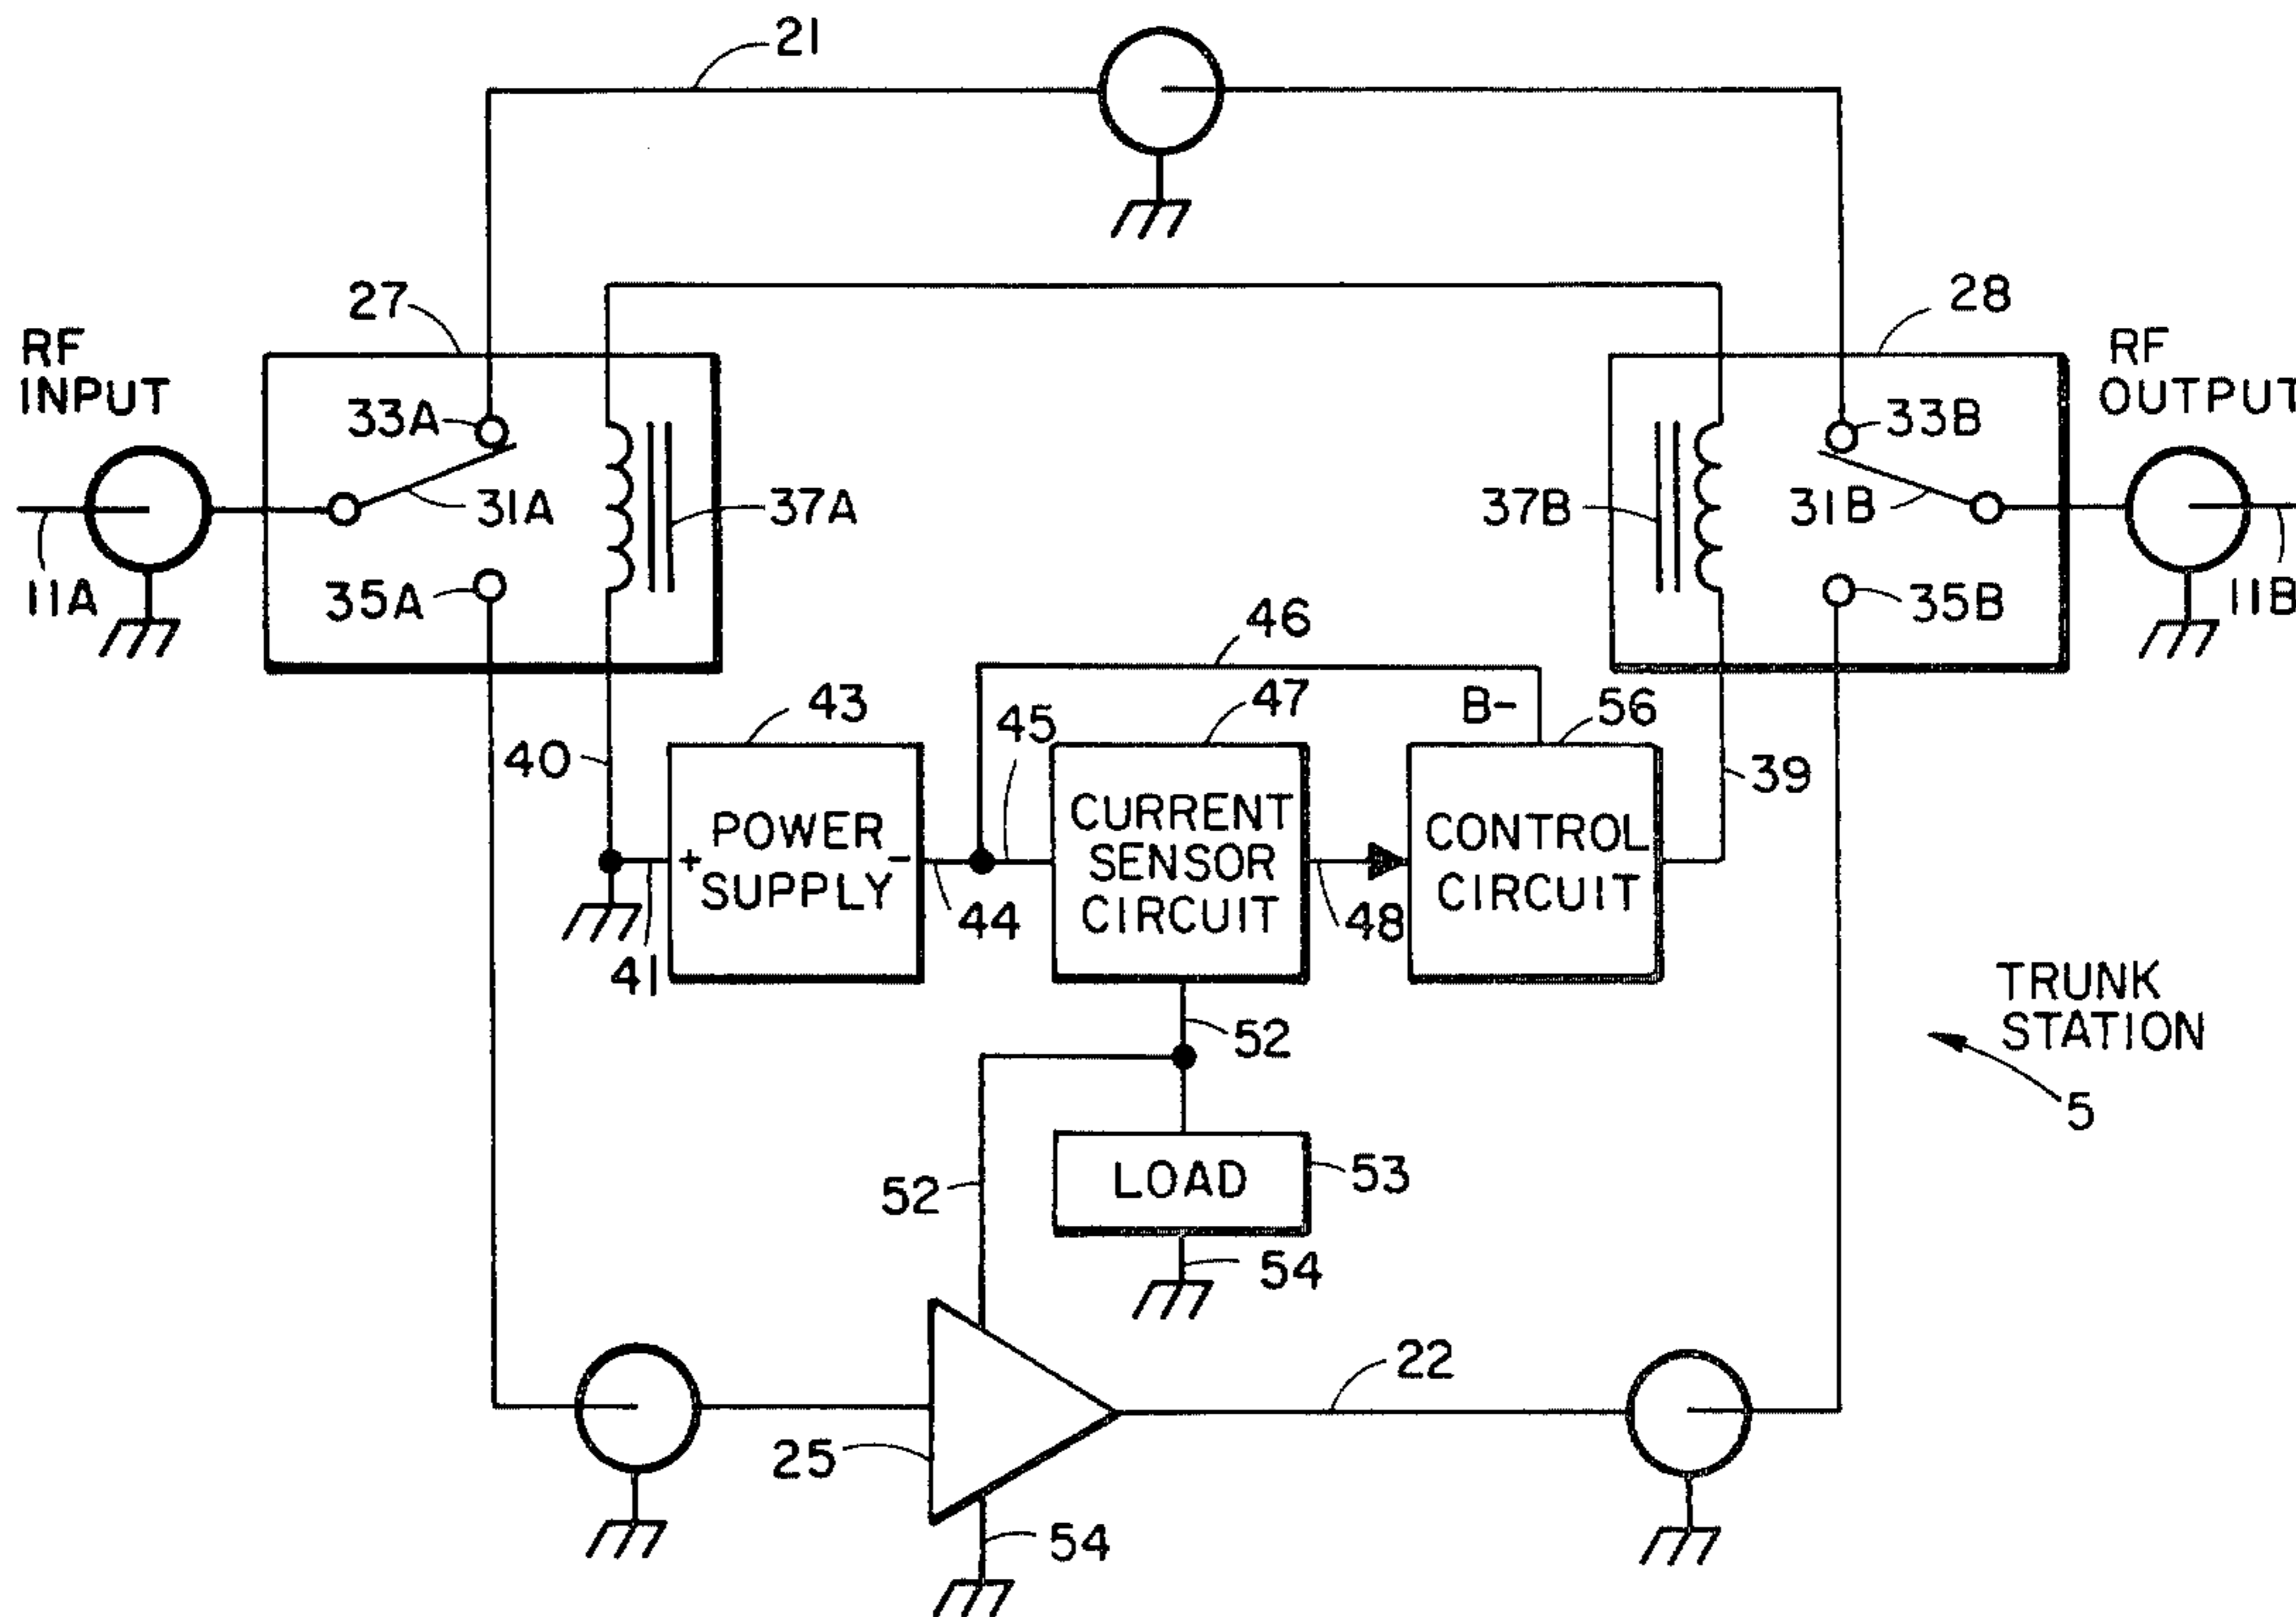 21
27
28
RF
INPUT
RF
OUTPUT
33A
33B
31A
37A
37B
31B
11A
35A
35B
11B
46
43
47
B-
56
45
40
39
+ POWER -
SUPPLY
CURRENT
SENSOR
CIRCUIT
CONTROL
CIRCUIT
44
48
41
TRUNK
STATION
52
5
52
LOAD
53
54
22
25
54